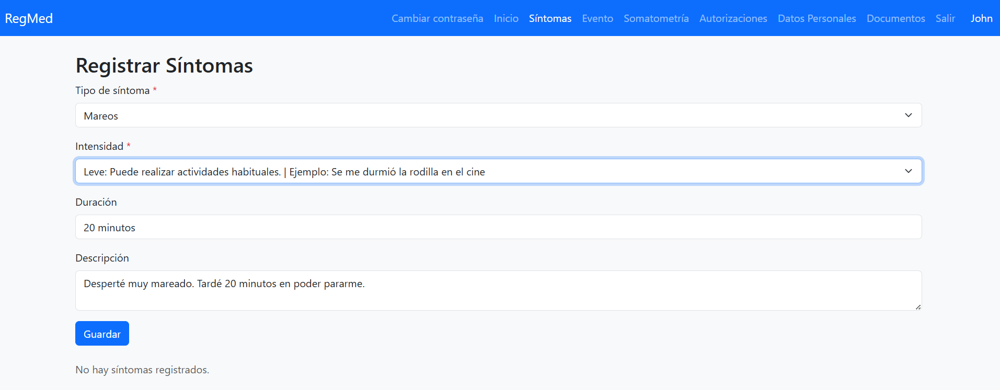 RegMed Cambiar contraseña Inicio Síntomas Evento Somatometría Autorizaciones Datos Personales Documentos Salir John
Registrar Síntomas
Tipo de síntoma *
Mareos
Intensidad *
Leve: Puede realizar actividades habituales. | Ejemplo: Se me durmió la rodilla en el cine
Duración
20 minutos
Descripción
Desperté muy mareado. Tardé 20 minutos en poder pararme.
Guardar
No hay síntomas registrados.